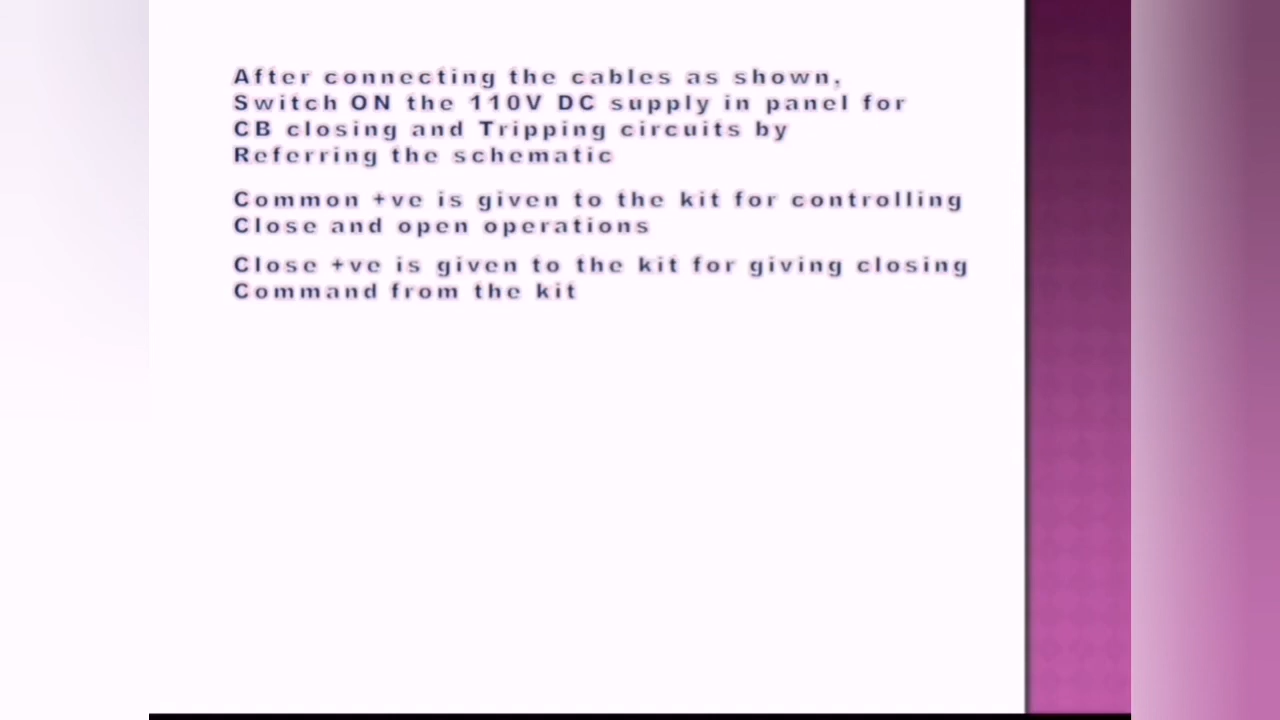 After connecting the cables as shown,
Switch ON the 110V DC supply in panel for
CB closing and Tripping circuits by
Referring the schematic
Common +ve is given to the kit for controlling
Close and open operations
Close +ve is given to the kit for giving closing
Command from the kit